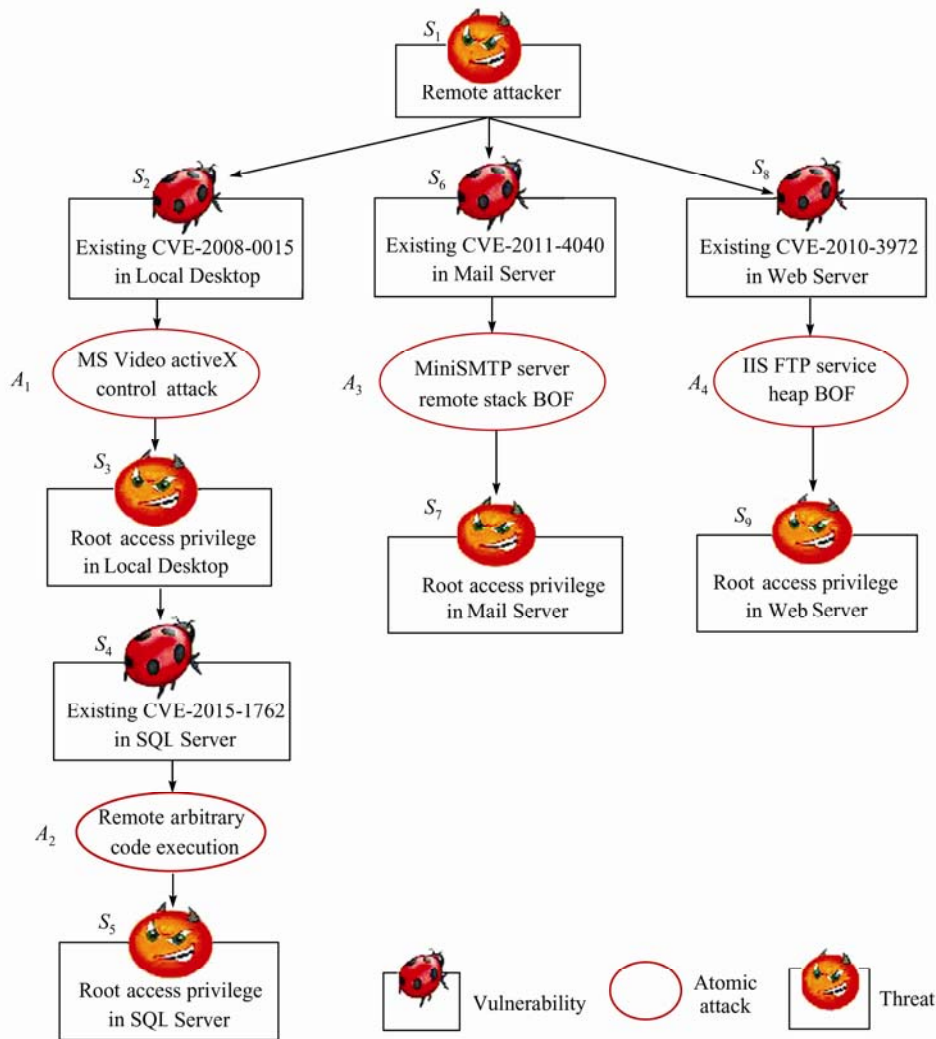 S1
Remote attacker
S2
Existing CVE-2008-0015
in Local Desktop
S6
Existing CVE-2011-4040
in Mail Server
S8
Existing CVE-2010-3972
in Web Server
A1
MS Video activeX
control attack
A3
MiniSMTP server
remote stack BOF
A4
IIS FTP service
heap BOF
S3
Root access privilege
in Local Desktop
S7
Root access privilege
in Mail Server
S9
Root access privilege
in Web Server
S4
Existing CVE-2015-1762
in SQL Server
A2
Remote arbitrary
code execution
S5
Root access privilege
in SQL Server
Vulnerability
Atomic
attack
Threat